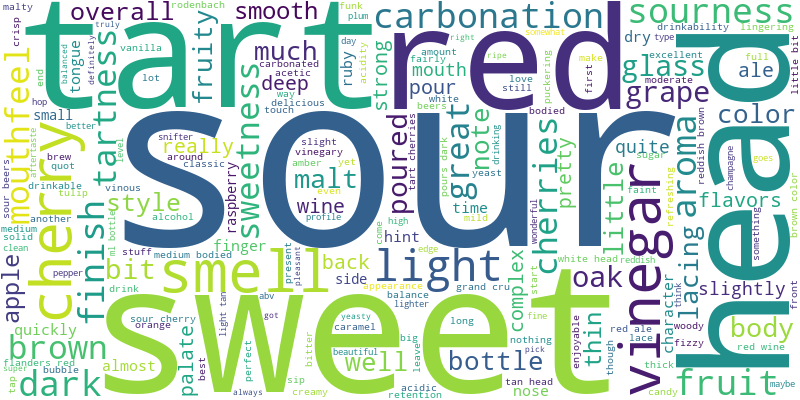 malty
rodenbach
funk
plum
overall
smooth
carbonation
sourness
crisp
truly
fruity
tart
red
drinkability
lingering
vanilla
day
ruby
acidity
right
ripe
somewhat
type
little bit
end
balanced
definitely
tongue
lot
carbonated
acetic
much
deep
way
delicious
touch
strong
amount
fairly
mouth
pour
white
love
still
puckering
make
first
dry
glass
excellent
moderate
ale
full
mouthfeel
hop
small
better
tartness
snifter
sweetness
beers
poured
great
note
bodied
grape
color
head
sour
sour beers
aftertaste
brew
quot
level
really
around
classic
slight
vinegary
amber
yet
even
pours dark
yeast
drinking
quite
cherries
pretty
sugar
reddish brown
champagne
goes
cherry
drinkable
tulip
vinous
style
alcohol
raspberry
malt
wine
profile
tart cherries
time
mild
wonderful
faint
refreshing
flavors
something
brown color
medium
solid
clean
another
finish
stuff
medium bodied
finger
high
hint
come
edge
little
vinegar
aroma
apple
pepper
bit
smell
present
pleasant
back
side
light
appearance
grand cru
complex
start
white head
reddish
oak
lacing
slightly
front
drink
sour cherry
orange
light tan
abv
got
balance
lighter
fine
thin
enjoyable
character
think
woody
fizzy
body
quickly
brown
flanders red
almost
palate
best
sweet
perfect
yeasty
caramel
bitter
beautiful
well
big
leave
long
bottle
nothing
pick
though
red ale
lace
red wine
super
tap
bubble
dark
ml bottle
always
sip
creamy
acidic
retention
tan head
nose
thick
candy
fruit
maybe